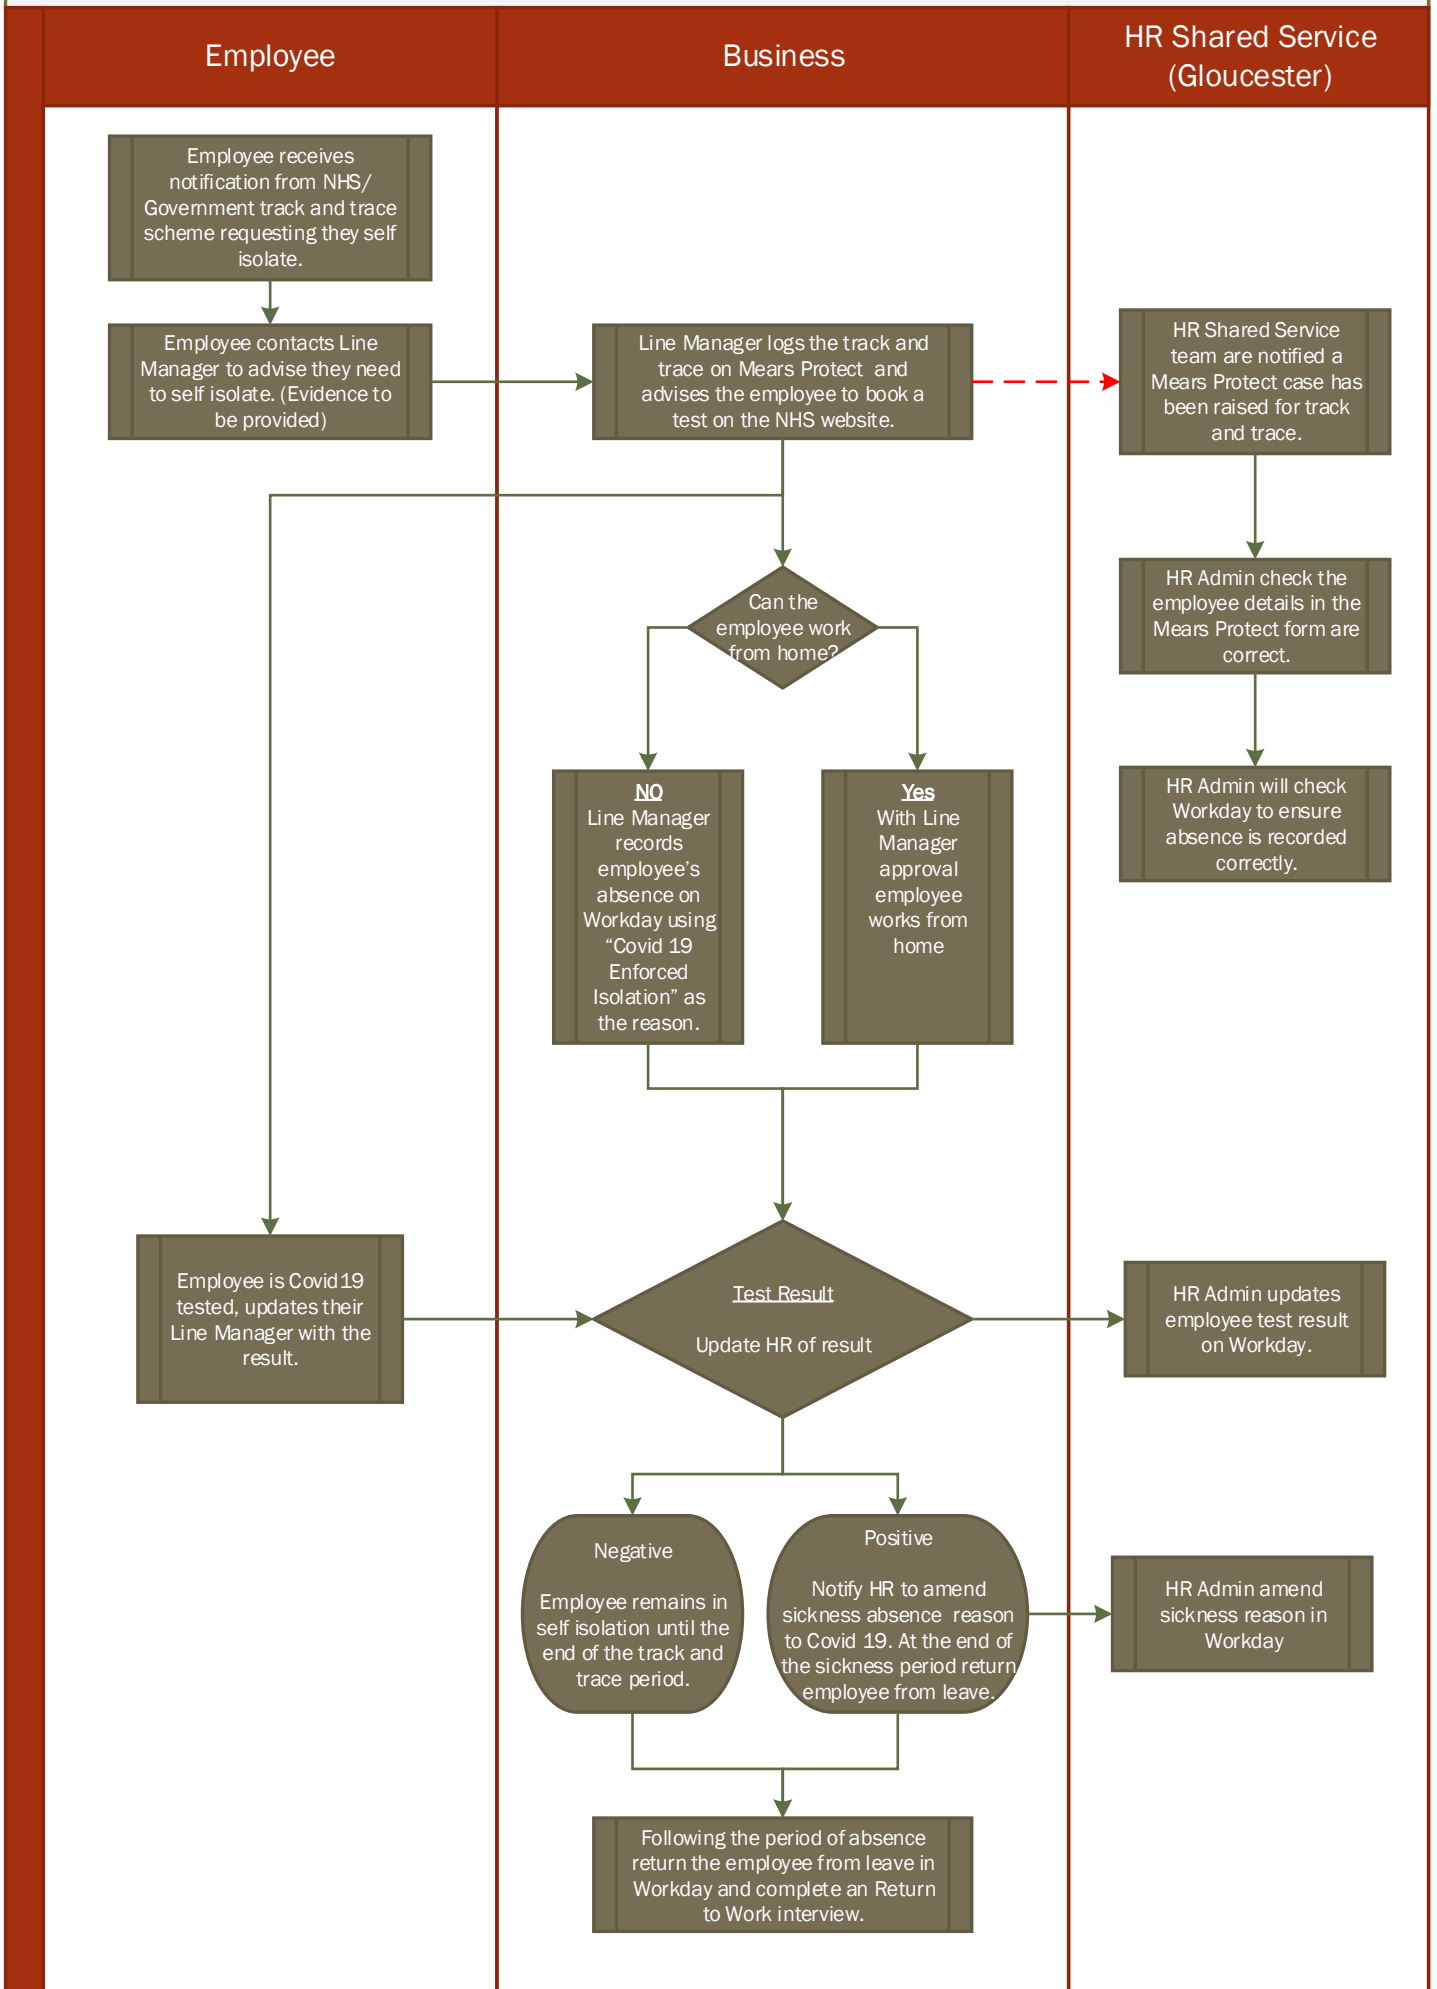 Employee
Business
HR Shared Service
(Gloucester)
Employee receives
notification from NHS/
Government track and trace
scheme requesting they self
isolate.
Employee contacts Line
Manager to advise they need
to self isolate. (Evidence to
be provided)
Line Manager logs the track and
trace on Mears Protect and
advises the employee to book a
test on the NHS website.
HR Shared Service
team are notified a
Mears Protect case has
been raised for track
and trace.
Can the
employee work
from home?
HR Admin check the
employee details in the
Mears Protect form are
correct.
NO
Line Manager
records
employee’s
absence on
Workday using
“Covid 19
Enforced
Isolation” as
the reason.
Yes
With Line
Manager
approval
employee
works from
home
HR Admin will check
Workday to ensure
absence is recorded
correctly.
Employee is Covid19
tested, updates their
Line Manager with the
result.
Test Result
Update HR of result
HR Admin updates
employee test result
on Workday.
Negative
Employee remains in
self isolation until the
end of the track and
trace period.
Positive
Notify HR to amend
sickness absence reason
to Covid 19. At the end of
the sickness period return
employee from leave.
HR Admin amend
sickness reason in
Workday
Following the period of absence
return the employee from leave in
Workday and complete an Return
to Work interview.